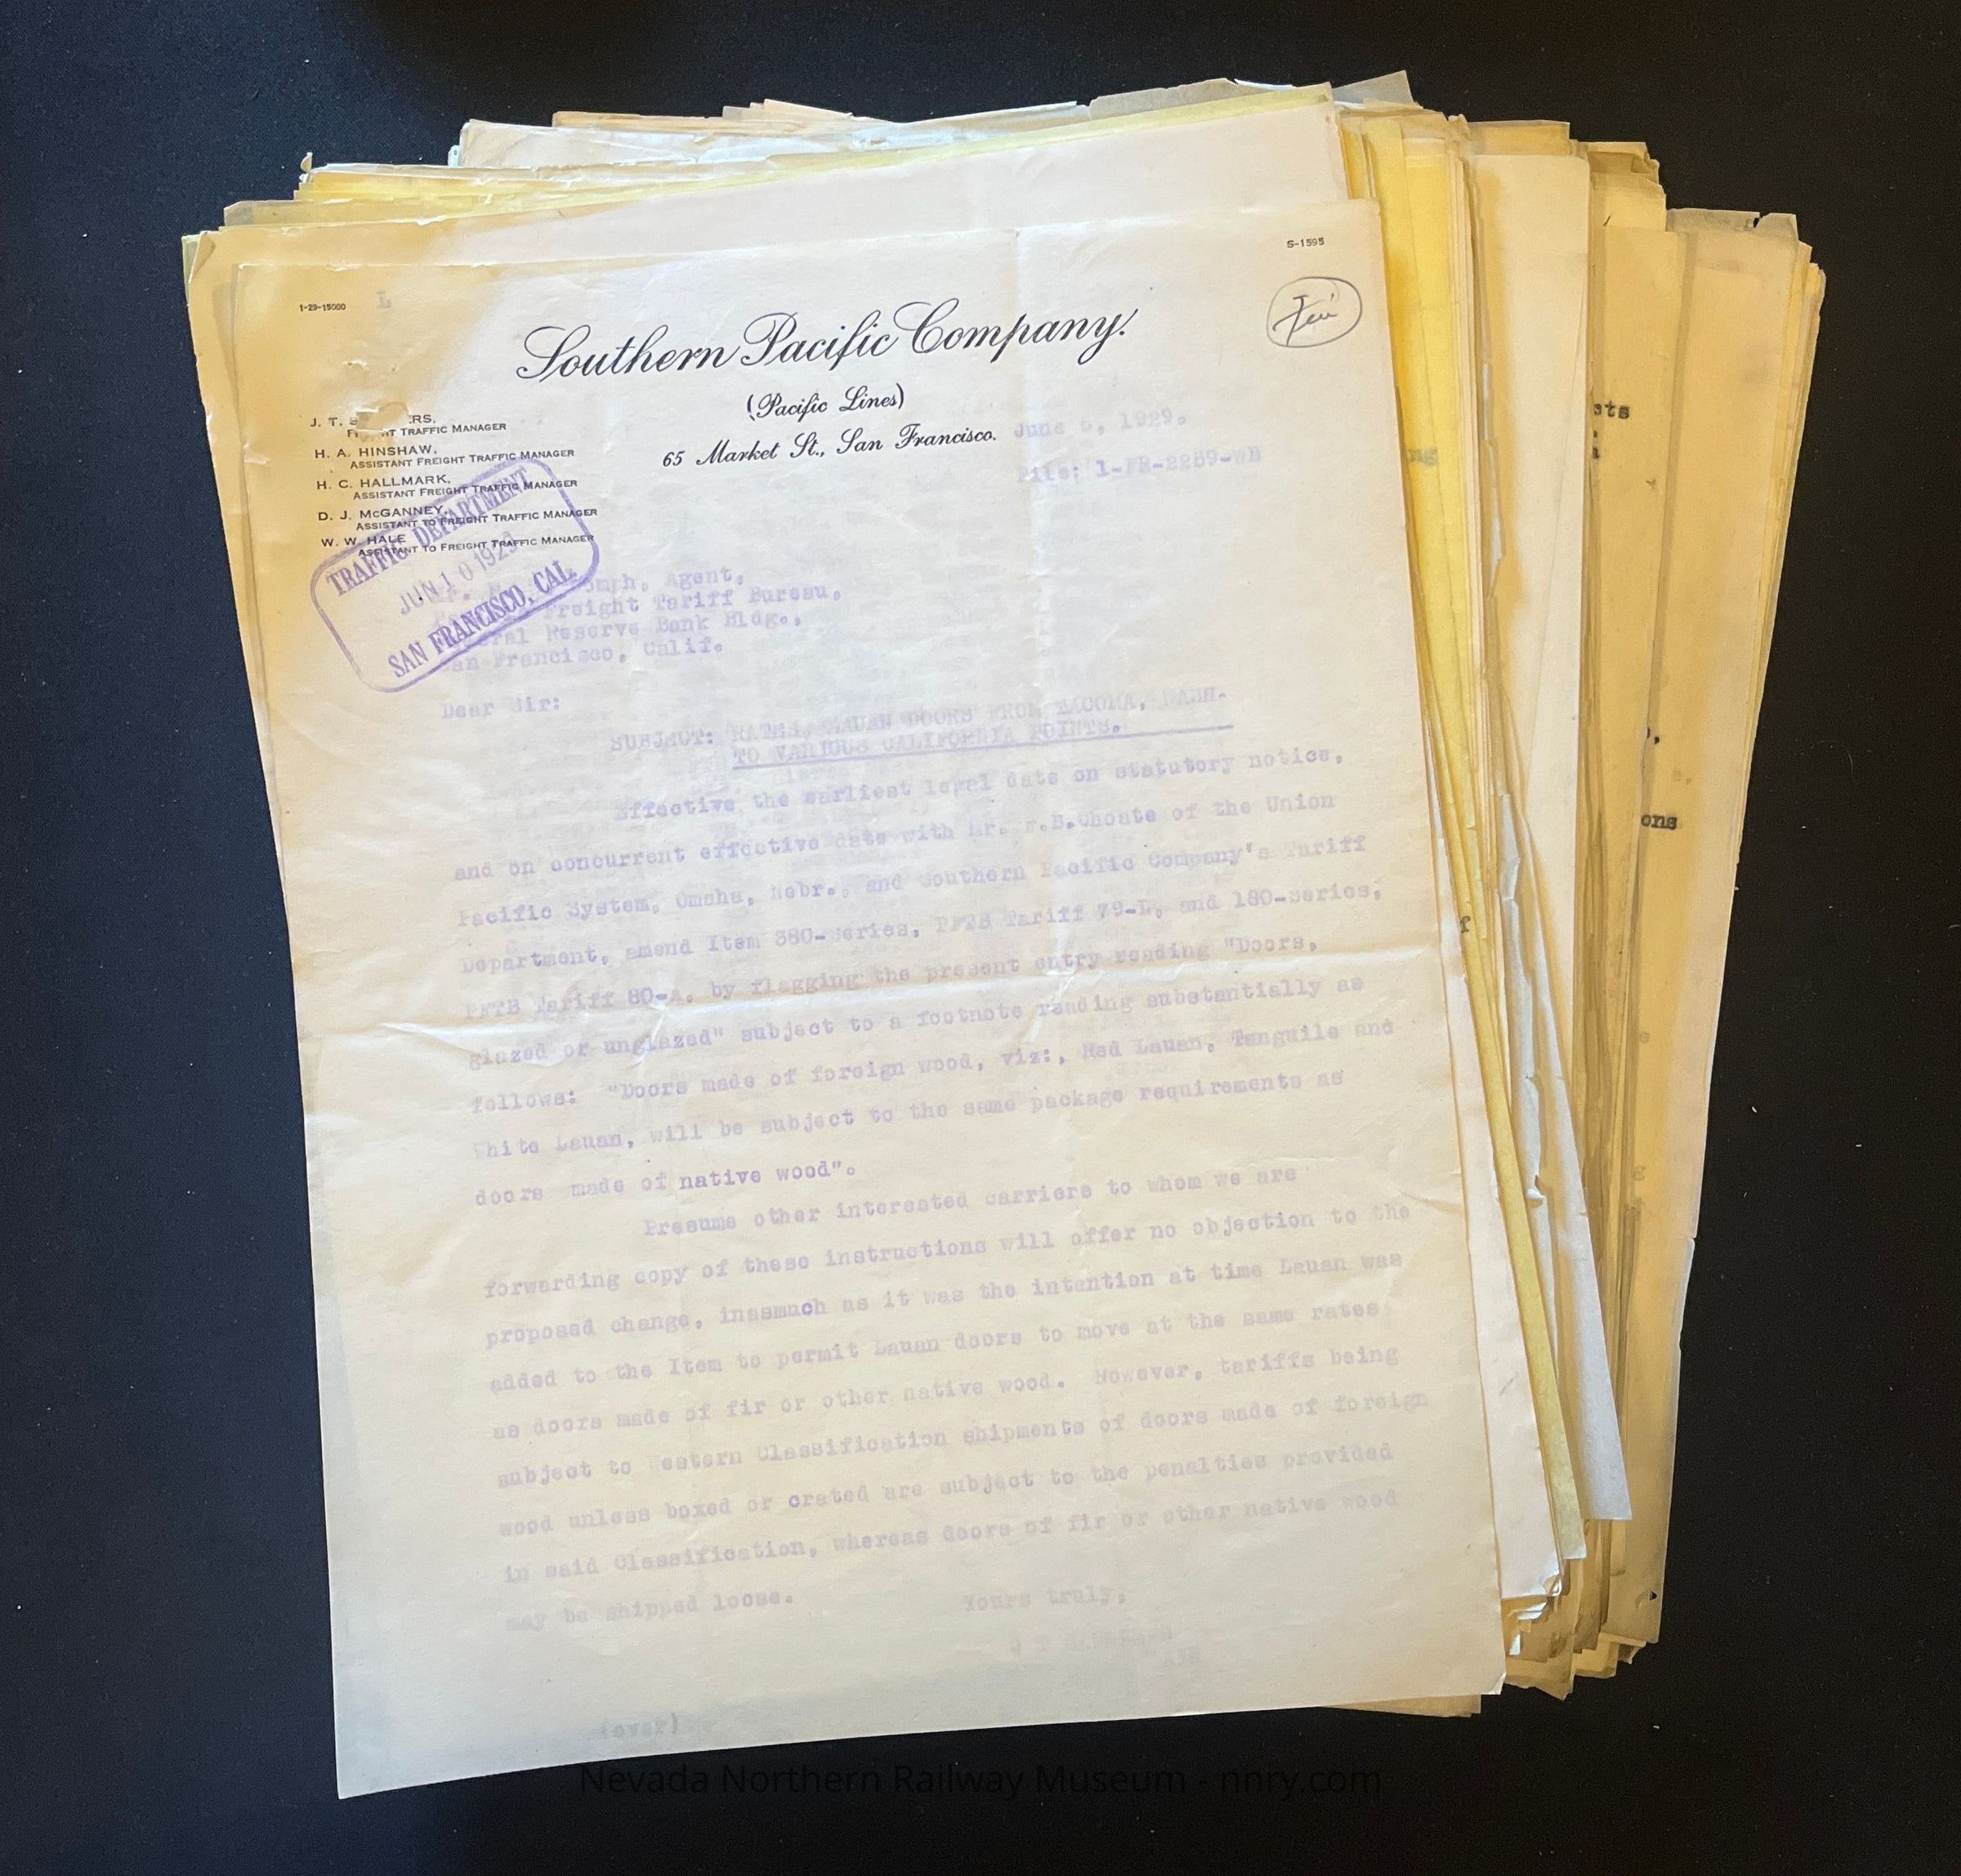 S-1595
1-29-15000 L
Southern Pacific Company.
(Pacific Lines)
65 Market St., San Francisco.
June , 1929.
File: 1-FR-2289-WB
J. T. RS,
TRAFFIC MANAGER
H. A. HINSHAW,
ASSISTANT FREIGHT TRAFFIC MANAGER
H. C. HALLMARK,
ASSISTANT FREIGHT TRAFFIC MANAGER
D. J. McGANNEY,
ASSISTANT TO FREIGHT TRAFFIC MANAGER
W. W. HALE
ASSISTANT TO FREIGHT TRAFFIC MANAGER
TRAFFIC DEPARTMENT
JUN 10 1929
SAN FRANCISCO, CAL.
omph, Agent,
Freight Tariff Bureau,
Reserve Bank Bldg.,
San Francisco, Calif.
Dear Sir:
SUBJECT: RATES, LAUAN DOORS FROM TACOMA, WASH.
TO VARIOUS CALIFORNIA POINTS.
Effective the earliest legal date on statutory notice,
and on concurrent effective date with Mr. F.B.Choate of the Union
Pacific System, Omaha, Nebr., and Southern Pacific Company's Tariff
Department, amend Item 380-Series, PFTB Tariff 79-L, and 180-Series,
PFTB Tariff 80-A, by flagging the present entry reading "Doors,
glazed or unglazed" subject to a footnote reading substantially as
follows: "Doors made of foreign wood, viz:, Red Lauan, Tanguile and
White Lauan, will be subject to the same package requirements as
doors made of native wood".
Presume other interested carriers to whom we are
forwarding copy of these instructions will offer no objection to the
proposed change, inasmuch as it was the intention at time Lauan was
added to the Item to permit Lauan doors to move at the same rates
as doors made of fir or other native wood. However, tariffs being
subject to Western Classification shipments of doors made of foreign
wood unless boxed or crated are subject to the penalties provided
in said Classification, whereas doors of fir or other native wood
may be shipped loose.
Yours truly,
(over)
sts
ng
ons
f
Nevada Northern Railway Museum - nnry.com